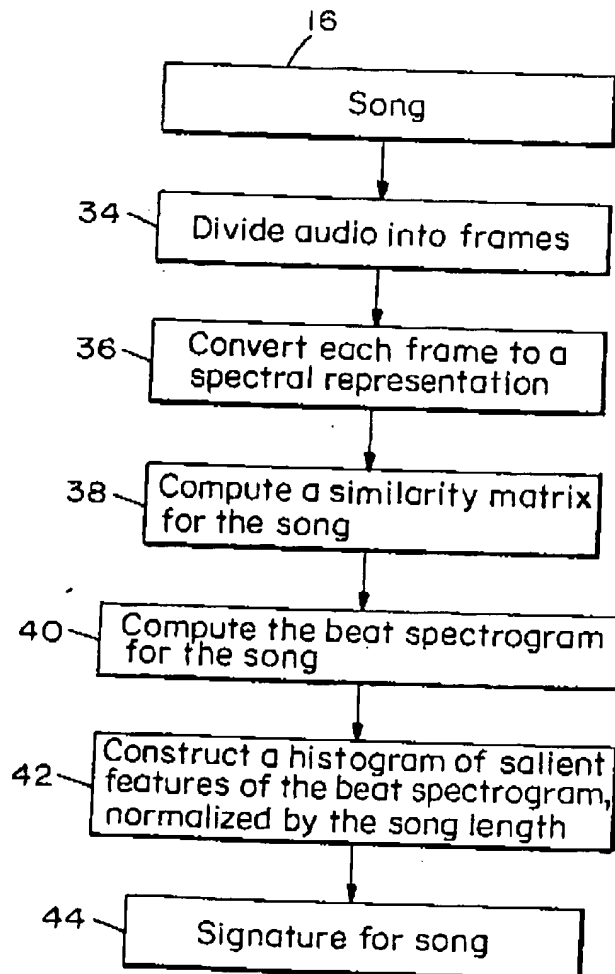 16
Song
34
Divide audio into frames
36
Convert each frame to a
spectral representation
38
Compute a similarity matrix
for the song
40
Compute the beat spectrogram
for the song
42
Construct a histogram of salient
features of the beat spectrogram,
normalized by the song length
44
Signature for song